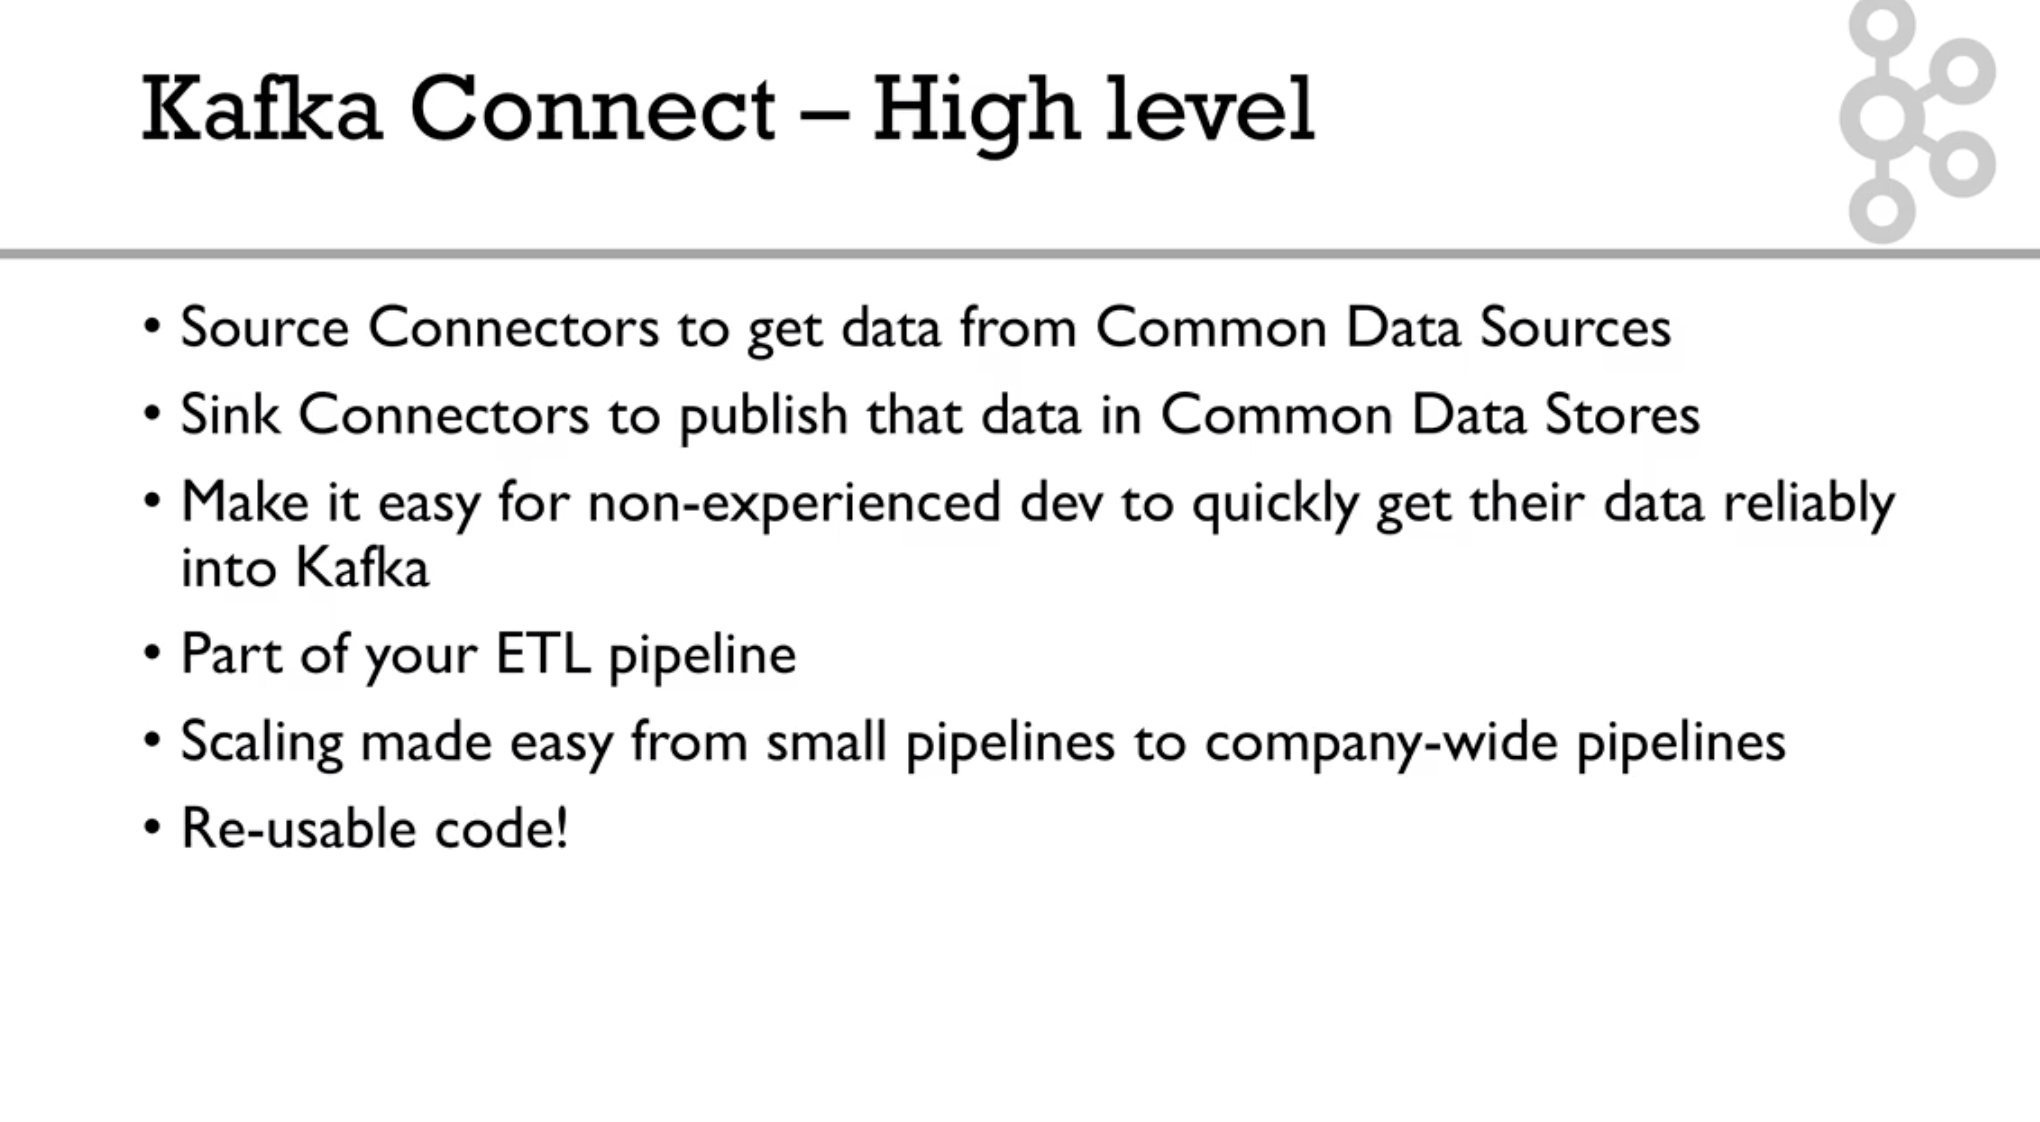 Kafka Connect – High level
• Source Connectors to get data from Common Data Sources
• Sink Connectors to publish that data in Common Data Stores
• Make it easy for non-experienced dev to quickly get their data reliably
into Kafka
• Part of your ETL pipeline
• Scaling made easy from small pipelines to company-wide pipelines
• Re-usable code!